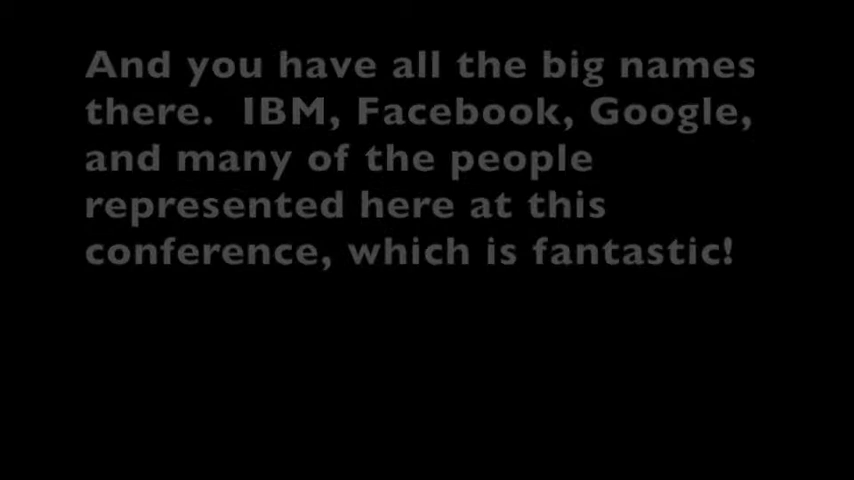 And you have all the big names
there.  IBM, Facebook, Google,
and many of the people
represented here at this
conference, which is fantastic!